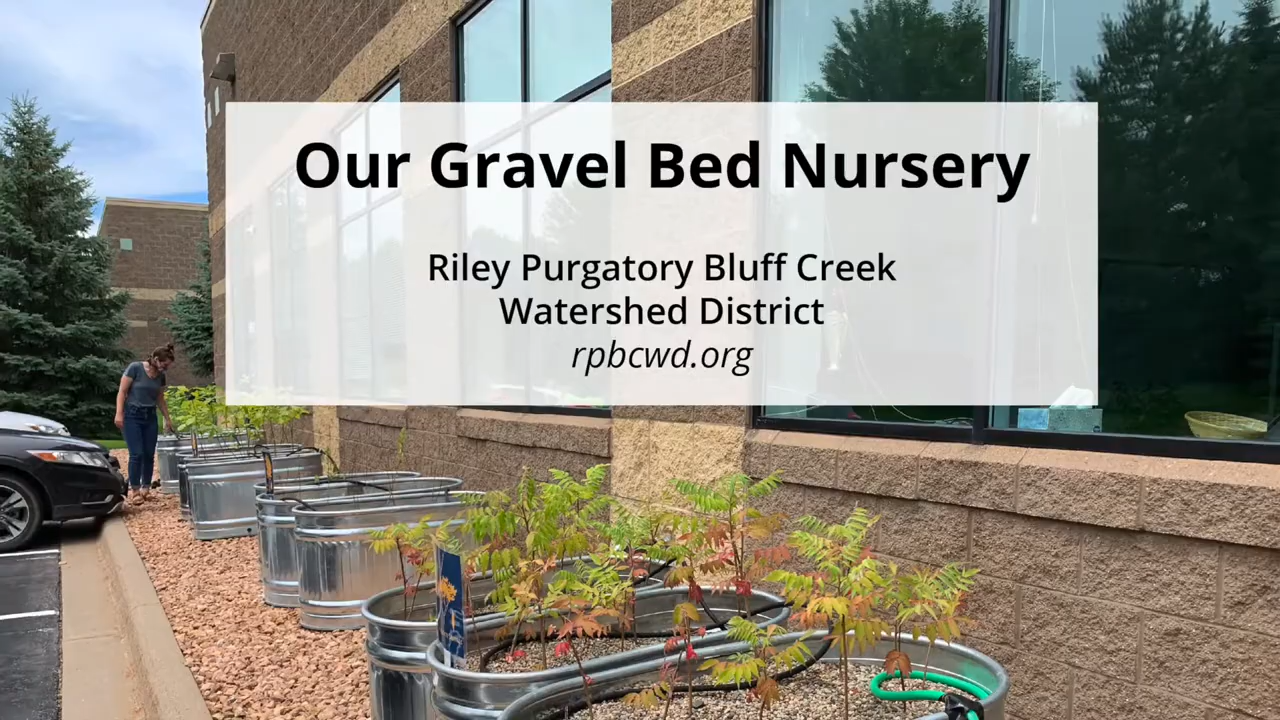 Our Gravel Bed Nursery
Riley Purgatory Bluff Creek
Watershed District
rpbcwd.org